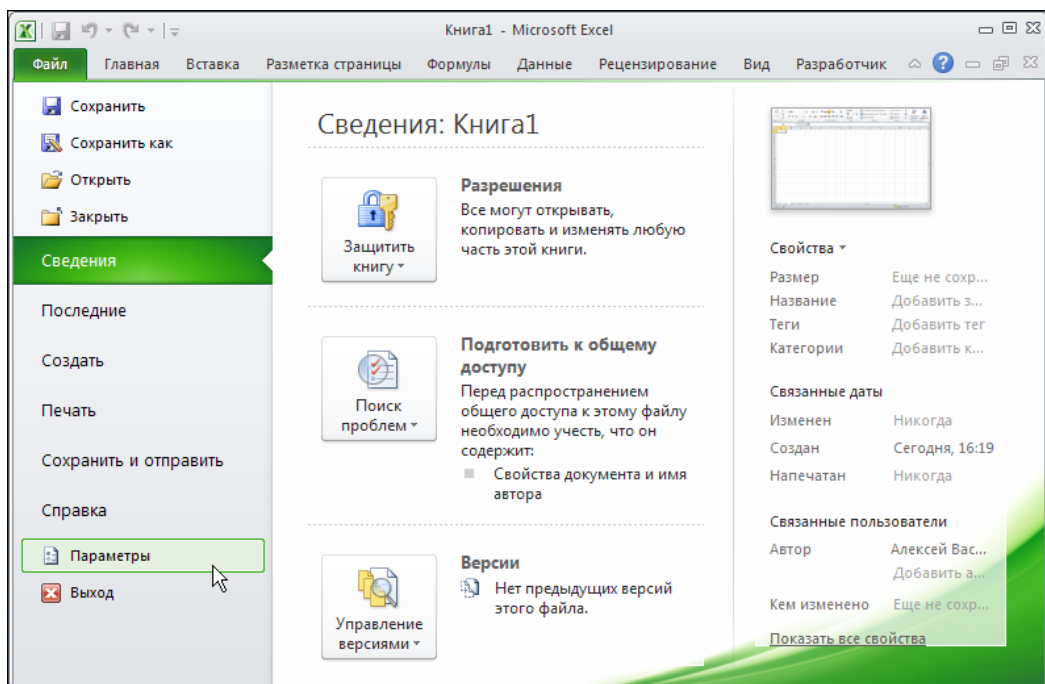 Книга1 - Microsoft Excel
Файл Главная Вставка Разметка страницы Формулы Данные Рецензирование Вид Разработчик
Сохранить
Сохранить как
Открыть
Закрыть
Сведения
Последние
Создать
Печать
Сохранить и отправить
Справка
Параметры
Выход
Сведения: Книга1
Защитить
книгу
Разрешения
Все могут открывать,
копировать и изменять любую
часть этой книги.
Поиск
проблем
Подготовить к общему
доступу
Перед распространением
общего доступа к этому файлу
необходимо учесть, что он
содержит:
Свойства документа и имя
автора
Управление
версиями
Версии
Нет предыдущих версий
этого файла.
Свойства
Размер Еще не сохр...
Название Добавить з...
Теги Добавить тег
Категории Добавить к...
Связанные даты
Изменен Никогда
Создан Сегодня, 16:19
Напечатан Никогда
Связанные пользователи
Автор Алексей Вас...
Добавить а...
Кем изменено Еще не сохр...
Показать все свойства